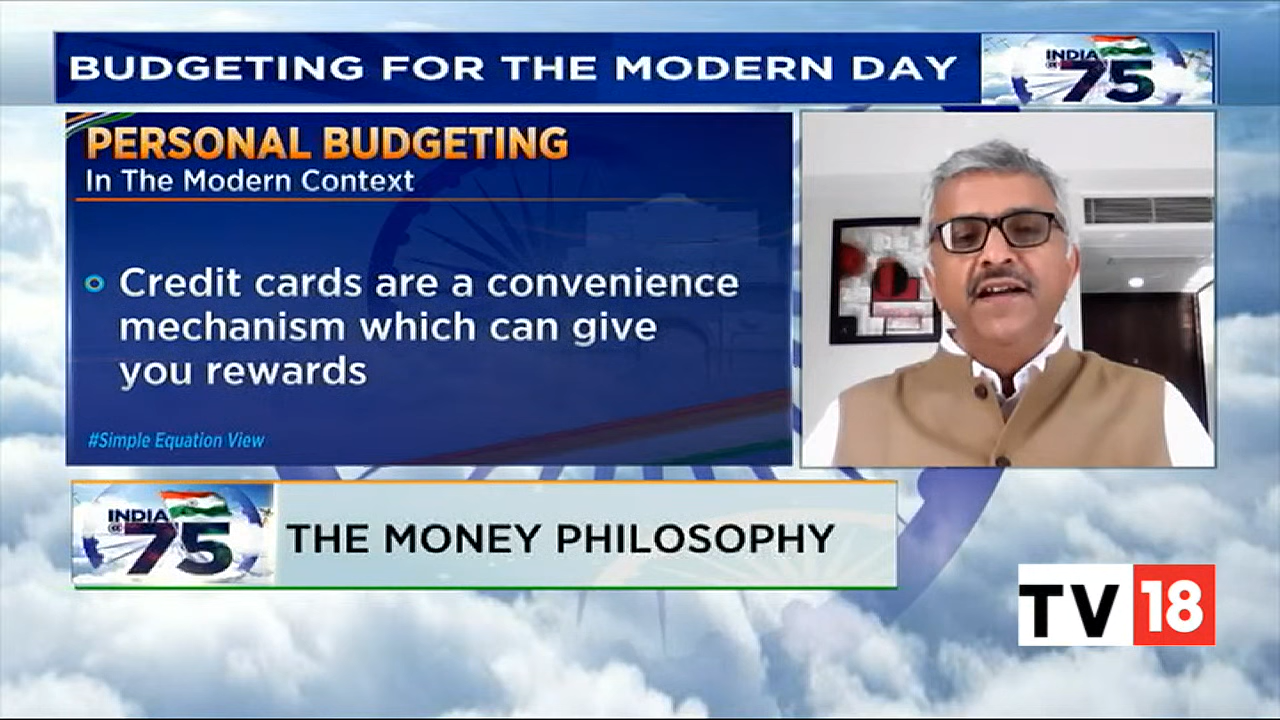 BUDGETING FOR THE MODERN DAY
INDIA
@75
PERSONAL BUDGETING
In The Modern Context
Credit cards are a convenience
mechanism which can give
you rewards
#Simple Equation View
INDIA
@75
THE MONEY PHILOSOPHY
TV18